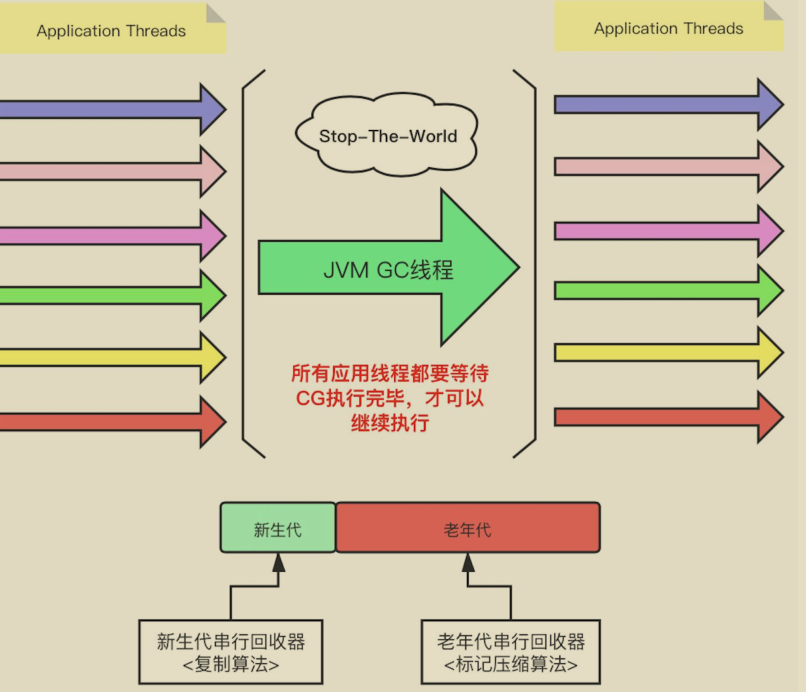 Application Threads
Application Threads
Stop-The-World
JVM GC线程
所有应用线程都要等待
CG执行完毕，才可以
继续执行
新生代
老年代
新生代串行回收器
<复制算法>
老年代串行回收器
<标记压缩算法>